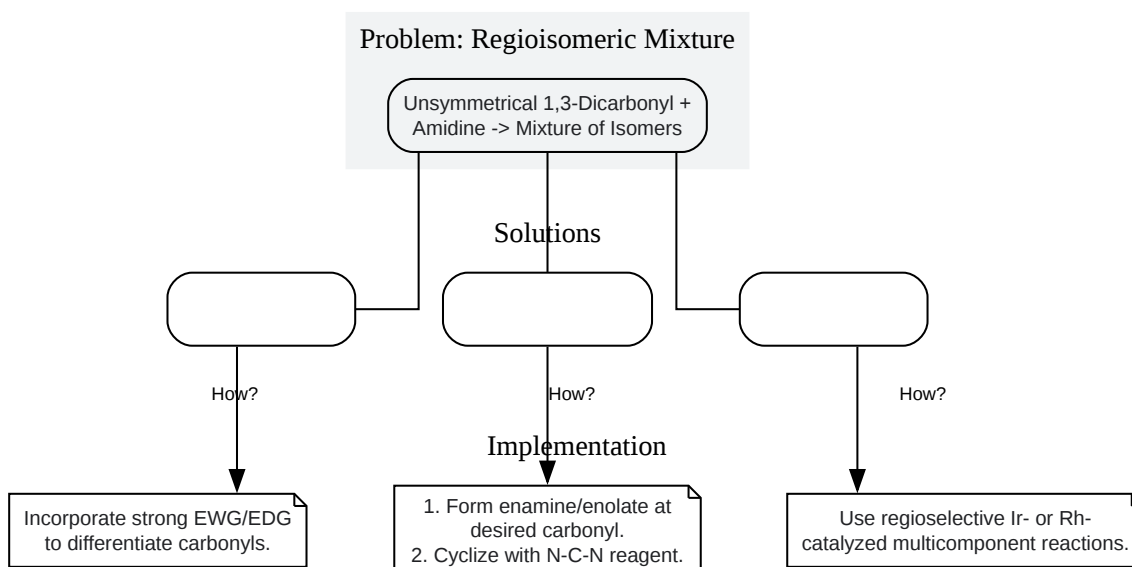 Problem: Regioisomeric Mixture
Unsymmetrical 1,3-Dicarbonyl +
Amidine -> Mixture of Isomers
Solutions
How?
How?
How?
Implementation
Incorporate strong EWG/EDG
to differentiate carbonyls.
1. Form enamine/enolate at
desired carbonyl.
2. Cyclize with N-C-N reagent.
Use regioselective Ir- or Rh-
catalyzed multicomponent reactions.